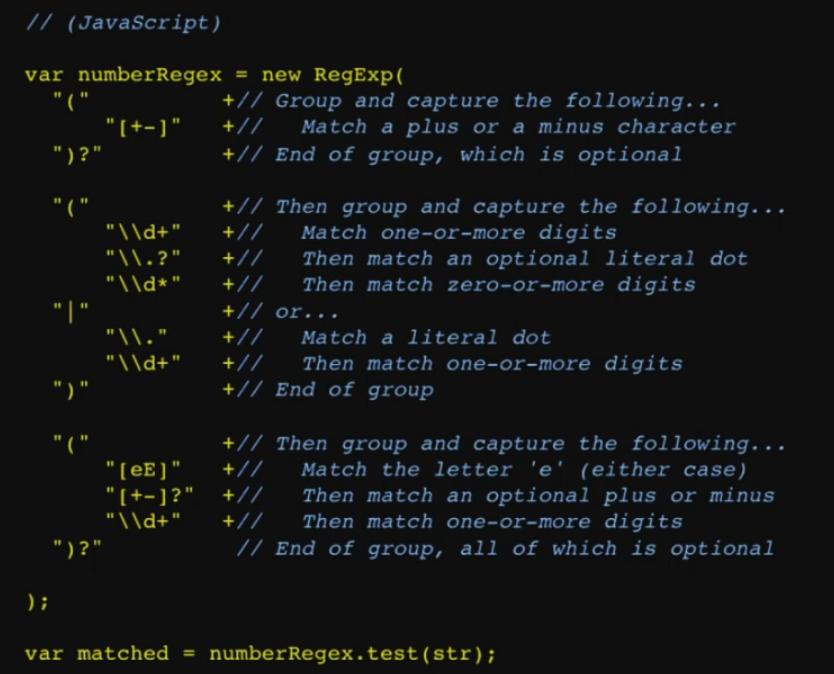 // (JavaScript)
var numberRegex = new RegExp(
"(" +// Group and capture the following...
"[+-]" +// Match a plus or a minus character
")?" +// End of group, which is optional
"(" +// Then group and capture the following...
"\\d+" +// Match one-or-more digits
"\\.?" +// Then match an optional literal dot
"\\d*" +// Then match zero-or-more digits
"|" +// or...
"\\." +// Match a literal dot
"\\d+" +// Then match one-or-more digits
")" +// End of group
"(" +// Then group and capture the following...
"[eE]" +// Match the letter 'e' (either case)
"[+-]?" +// Then match an optional plus or minus
"\\d+" +// Then match one-or-more digits
")?" // End of group, all of which is optional
);
var matched = numberRegex.test(str);